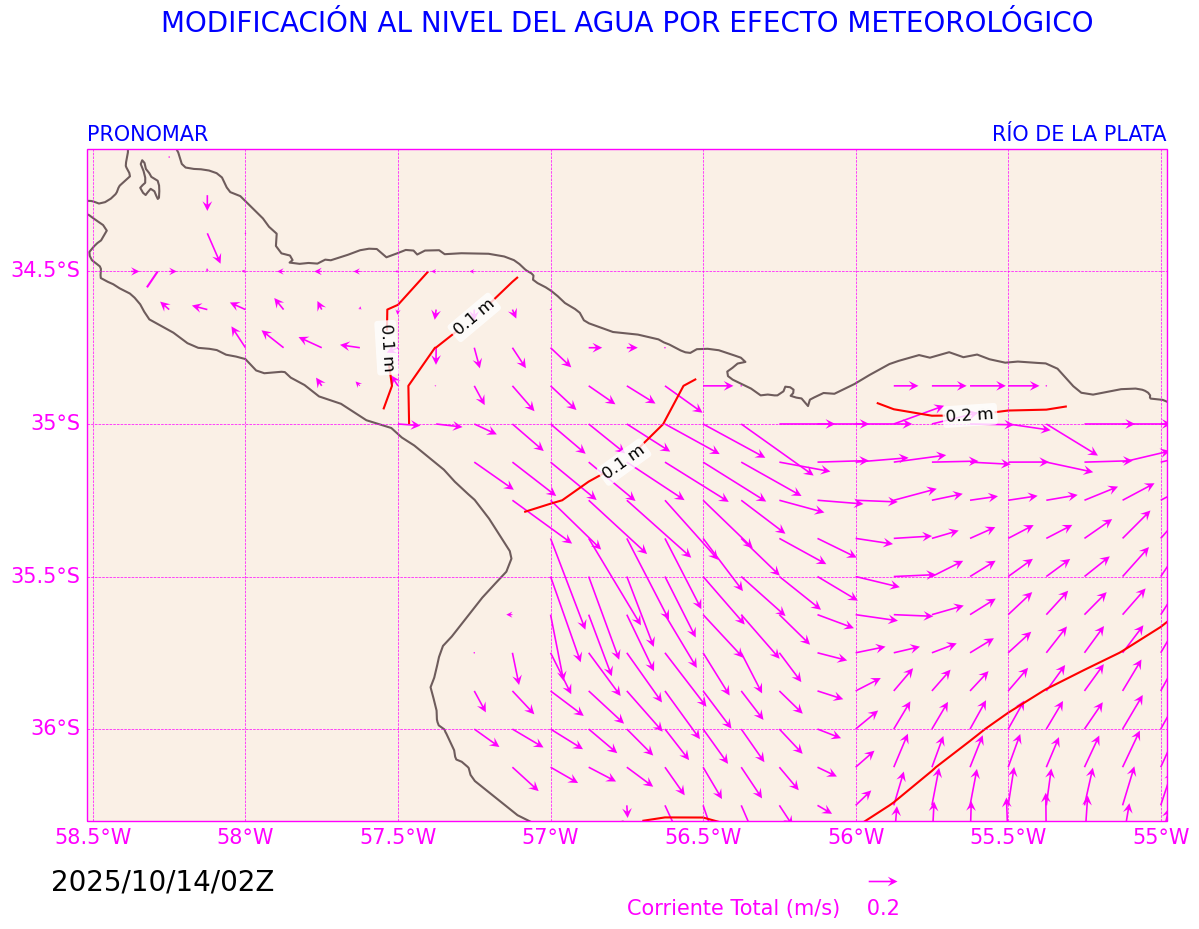 MODIFICACIÓN AL NIVEL DEL AGUA POR EFECTO METEOROLÓGICO
PRONOMAR
RÍO DE LA PLATA
34.5°S
35°S
35.5°S
36°S
0.1 m
0.1 m
0.1 m
0.2 m
58.5°W
58°W
57.5°W
57°W
56.5°W
56°W
55.5°W
55°W
2025/10/14/02Z
Corriente Total (m/s)
0.2